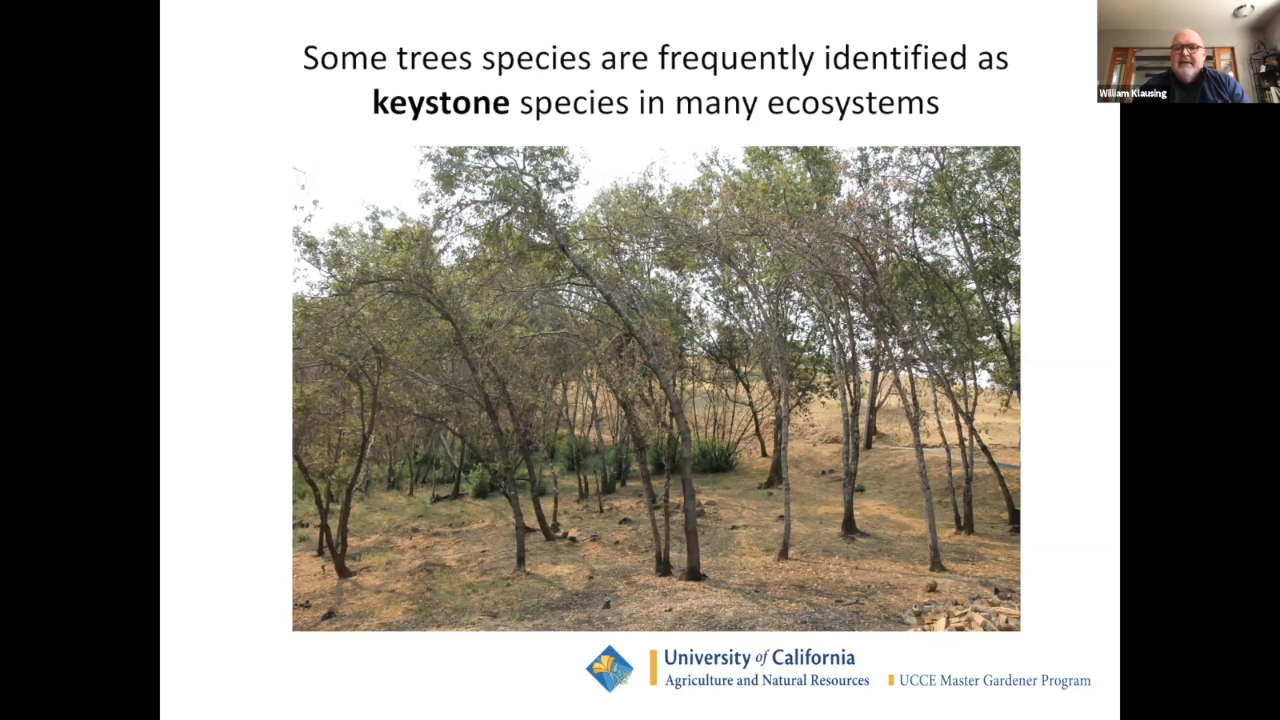 Some trees species are frequently identified as
keystone species in many ecosystems
William Klausing
University of California
Agriculture and Natural Resources
UCCE Master Gardener Program